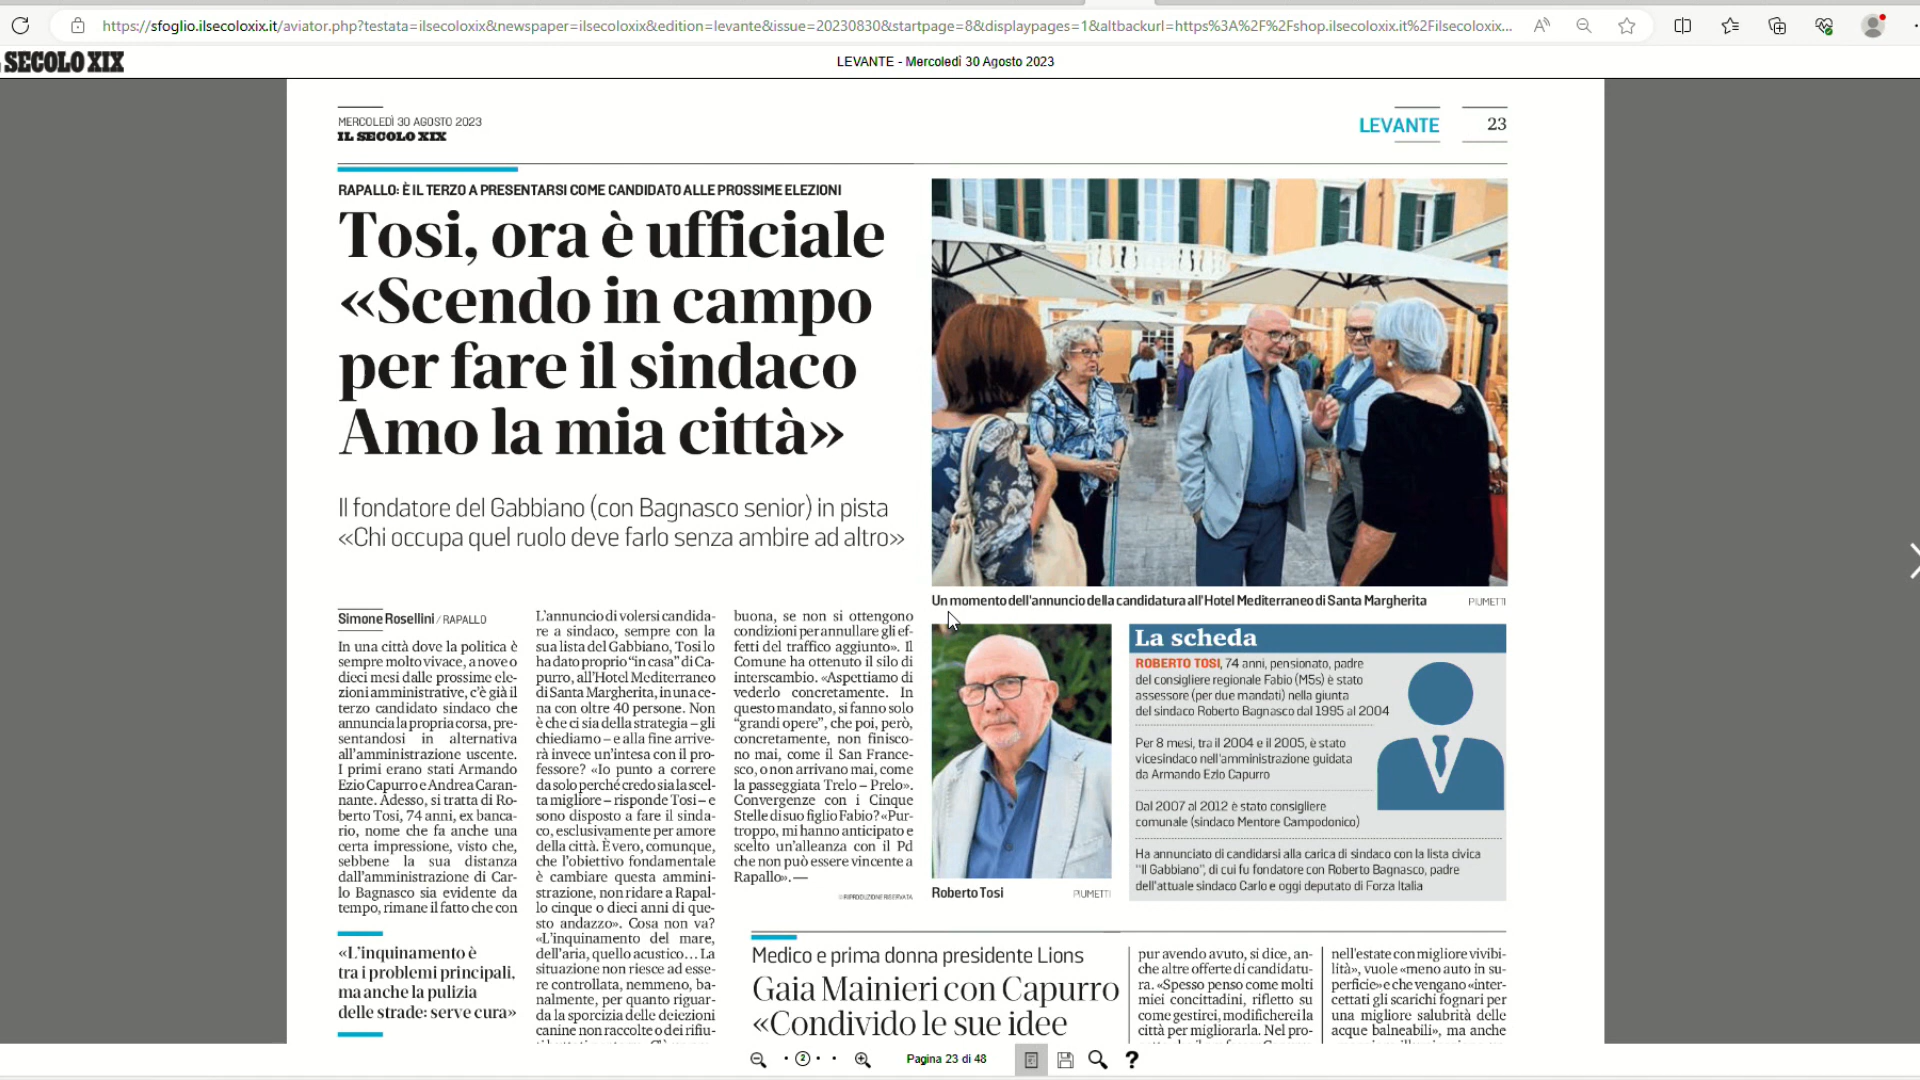 https://sfoglio.ilsecoloxix.it/aviator.php?testata=ilsecoloxix&newspaper=ilsecoloxix&edition=levante&issue=20230830&startpage=8&displaypages=1&altbackurl=https%3A%2F%2Fshop.ilsecoloxix.it%2Filsecoloxix...
SECOLO XIX
LEVANTE - Mercoledì 30 Agosto 2023
MERCOLEDÌ 30 AGOSTO 2023
IL SECOLO XIX
LEVANTE
23
RAPALLO: È IL TERZO A PRESENTARSI COME CANDIDATO ALLE PROSSIME ELEZIONI
Tosi, ora è ufficiale
«Scendo in campo
per fare il sindaco
Amo la mia città»
Il fondatore del Gabbiano (con Bagnasco senior) in pista
«Chi occupa quel ruolo deve farlo senza ambire ad altro»
Simone Rosellini / RAPALLO
In una città dove la politica è
sempre molto vivace, a nove o
dieci mesi dalle prossime ele-
zioni amministrative, c'è già il
terzo candidato sindaco che
annuncia la propria corsa, pre-
sentandosi in alternativa
all'amministrazione uscente.
I primi erano stati Armando
Ezio Capurro e Andrea Caran-
nante. Adesso, si tratta di Ro-
berto Tosi, 74 anni, ex banca-
rio, nome che fa anche una
certa impressione, visto che,
sebbene la sua distanza
dall'amministrazione di Car-
lo Bagnasco sia evidente da
tempo, rimane il fatto che con
«L'inquinamento è
tra i problemi principali,
ma anche la pulizia
delle strade: serve cura»
L'annuncio di volersi candida-
re a sindaco, sempre con la
sua lista del Gabbiano, Tosi lo
ha dato proprio "in casa" di Ca-
purro, all'Hotel Mediterraneo
di Santa Margherita, in una ce-
na con oltre 40 persone. Non
è che ci sia della strategia – gli
chiediamo – e alla fine arrive-
rà invece un'intesa con il pro-
fessore? «Io punto a correre
da solo perché credo sia la scel-
ta migliore – risponde Tosi – e
sono disposto a fare il sinda-
co, esclusivamente per amore
della città. È vero, comunque,
che l'obiettivo fondamentale
è cambiare questa ammini-
strazione, non ridare a Rapal-
lo cinque o dieci anni di que-
sto andazzo». Cosa non va?
«L'inquinamento del mare,
dell'aria, quello acustico... La
situazione non riesce ad esse-
re controllata, nemmeno, ba-
nalmente, per quanto riguar-
da la sporcizia delle deiezioni
canine non raccolte o dei rifiu-
buona, se non si ottengono
condizioni per annullare gli ef-
fetti del traffico aggiunto». Il
Comune ha ottenuto il silo di
interscambio. «Aspettiamo di
vederlo concretamente. In
questo mandato, si fanno solo
"grandi opere", che poi, però,
concretamente, non finisco-
no mai, come il San France-
sco, o non arrivano mai, come
la passeggiata Trelo – Prelo».
Convergenze con i Cinque
Stelle di suo figlio Fabio? «Pur-
troppo, mi hanno anticipato e
scelto un'alleanza con il Pd
che non può essere vincente a
Rapallo». —
© RIPRODUZIONE RISERVATA
Un momento dell'annuncio della candidatura all'Hotel Mediterraneo di Santa Margherita
PIUMETTI
Roberto Tosi
PIUMETTI
La scheda
ROBERTO TOSI, 74 anni, pensionato, padre
del consigliere regionale Fabio (M5s) è stato
assessore (per due mandati) nella giunta
del sindaco Roberto Bagnasco dal 1995 al 2004
Per 8 mesi, tra il 2004 e il 2005, è stato
vicesindaco nell'amministrazione guidata
da Armando Ezio Capurro
Dal 2007 al 2012 è stato consigliere
comunale (sindaco Mentore Campodonico)
Ha annunciato di candidarsi alla carica di sindaco con la lista civica
"Il Gabbiano", di cui fu fondatore con Roberto Bagnasco, padre
dell'attuale sindaco Carlo e oggi deputato di Forza Italia
Medico e prima donna presidente Lions
Gaia Mainieri con Capurro
«Condivido le sue idee
pur avendo avuto, si dice, an-
che altre offerte di candidatu-
ra. «Spesso penso come molti
miei concittadini, rifletto su
come gestirei, modificherei la
città per migliorarla. Nel pro-
nell'estate con migliore vivibi-
lità», vuole «meno auto in su-
perficie» e che vengano «inter-
cettati gli scarichi fognari per
una migliore salubrità delle
acque balneabili», ma anche
2
Pagina 23 di 48
?